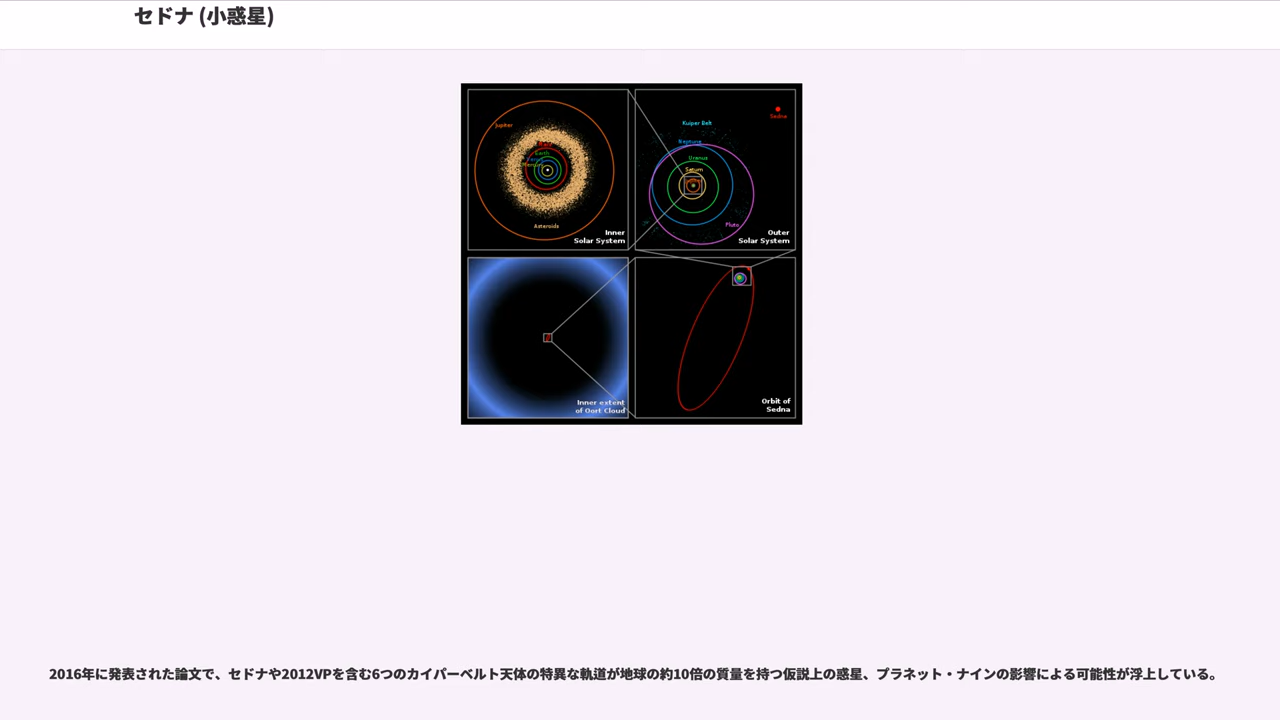 セドナ (小惑星)
Jupiter
Earth
Mercury
Asteroids
Inner
Solar System
Kuiper Belt
Sedna
Neptune
Uranus
Saturn
Pluto
Outer
Solar System
Inner extent
of Oort Cloud
Orbit of
Sedna
2016年に発表された論文で、セドナや2012VPを含む6つのカイパーベルト天体の特異な軌道が地球の約10倍の質量を持つ仮説上の惑星、プラネット・ナインの影響による可能性が浮上している。